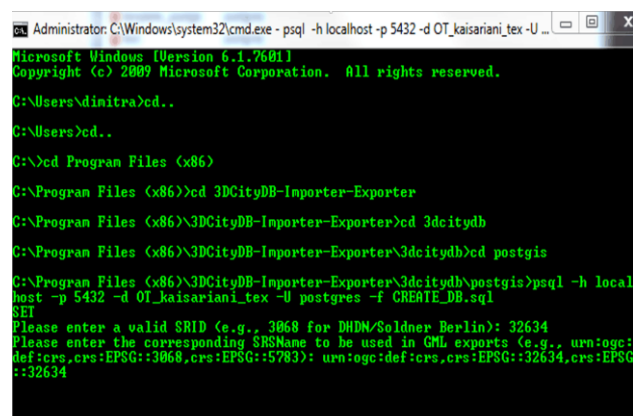 Administrator: C:\Windows\system32\cmd.exe - psql -h localhost -p 5432 -d OT_kaisariani_tex -U ...
Microsoft Windows [Version 6.1.7601]
Copyright (c) 2009 Microsoft Corporation.  All rights reserved.
C:\Users\dimitra>cd..
C:\Users>cd..
C:\>cd Program Files (x86)
C:\Program Files (x86)>cd 3DCityDB-Importer-Exporter
C:\Program Files (x86)\3DCityDB-Importer-Exporter>cd 3dcitydb
C:\Program Files (x86)\3DCityDB-Importer-Exporter\3dcitydb>cd postgis
C:\Program Files (x86)\3DCityDB-Importer-Exporter\3dcitydb\postgis>psql -h local
host -p 5432 -d OT_kaisariani_tex -U postgres -f CREATE_DB.sql
SET
Please enter a valid SRID (e.g., 3068 for DHDN/Soldner Berlin): 32634
Please enter the corresponding SRSName to be used in GML exports (e.g., urn:ogc:
def:crs,crs:EPSG::3068,crs:EPSG::5783): urn:ogc:def:crs,crs:EPSG::32634,crs:EPSG
::32634